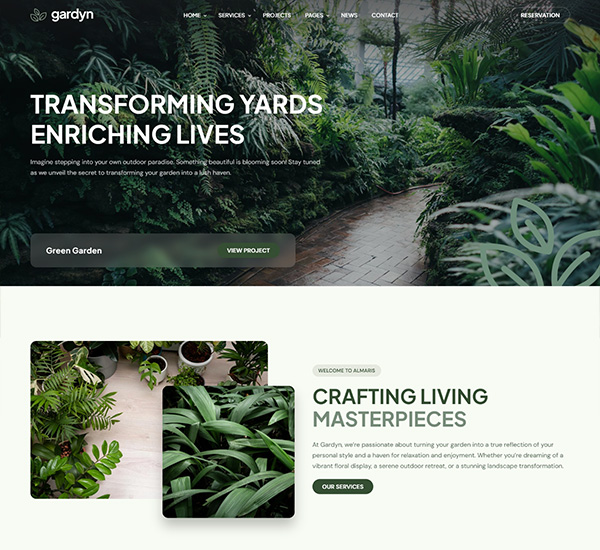 gardyn
HOME SERVICES PROJECTS PAGES NEWS CONTACT
RESERVATION
TRANSFORMING YARDS
ENRICHING LIVES
Imagine stepping into your own outdoor paradise. Something beautiful is blooming soon! Stay tuned
as we unveil the secret to transforming your garden into a lush haven.
Green Garden
VIEW PROJECT
WELCOME TO ALMARIS
CRAFTING LIVING
MASTERPIECES
At Gardyn, we're passionate about turning your garden into a true reflection of your
personal style and a haven for relaxation and enjoyment. Whether you're dreaming of a
vibrant floral display, a serene outdoor retreat, or a stunning landscape transformation.
OUR SERVICES